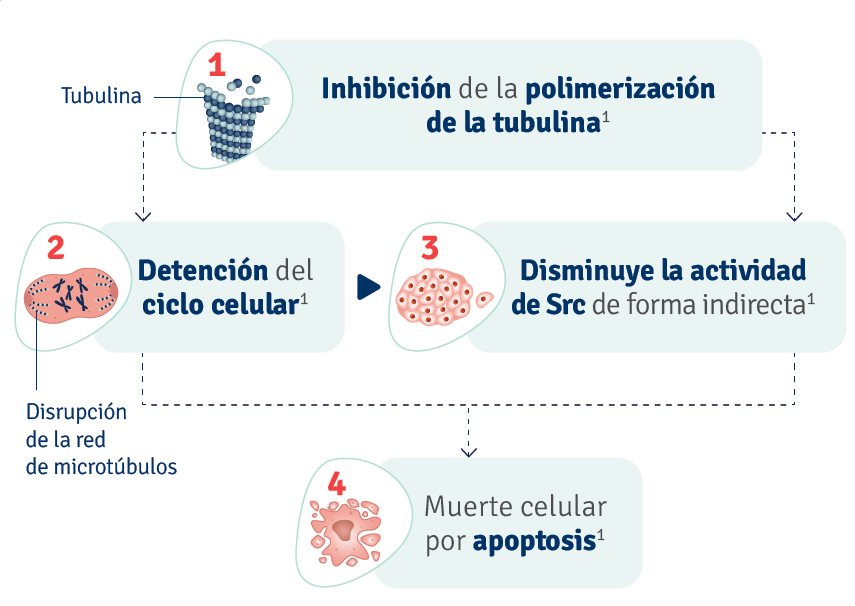 1
Tubulina
Inhibición de la polimerización
de la tubulina¹
2
Detención del
ciclo celular¹
3
Disminuye la actividad
de Src de forma indirecta¹
Disrupción
de la red
de microtúbulos
4
Muerte celular
por apoptosis¹